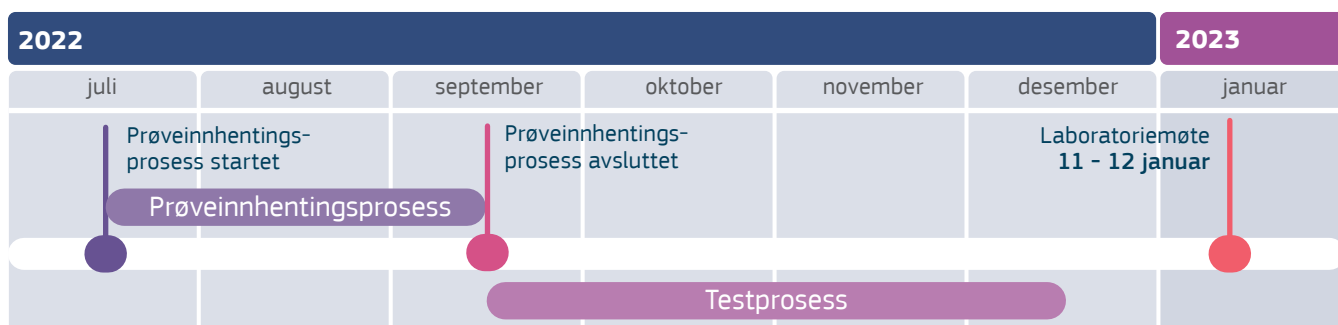 2022
2023
juli
august
september
oktober
november
desember
januar
Prøveinnhentings-
prosess startet
Prøveinnhentings-
prosess avsluttet
Laboratoriemøte
11 - 12 januar
Prøveinnhentingsprosess
Testprosess